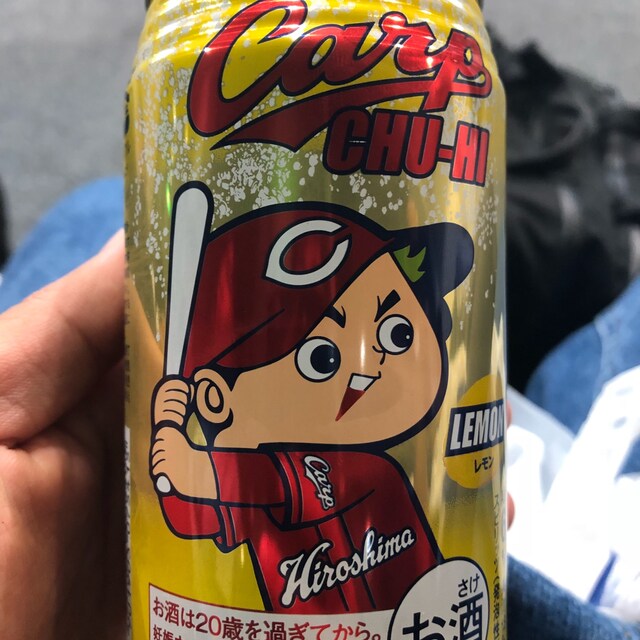 Carp
CHU-HI
C
LEMON
レモン
Carp
Hiroshima
さけ
お酒
お酒は20歳を過ぎてから。